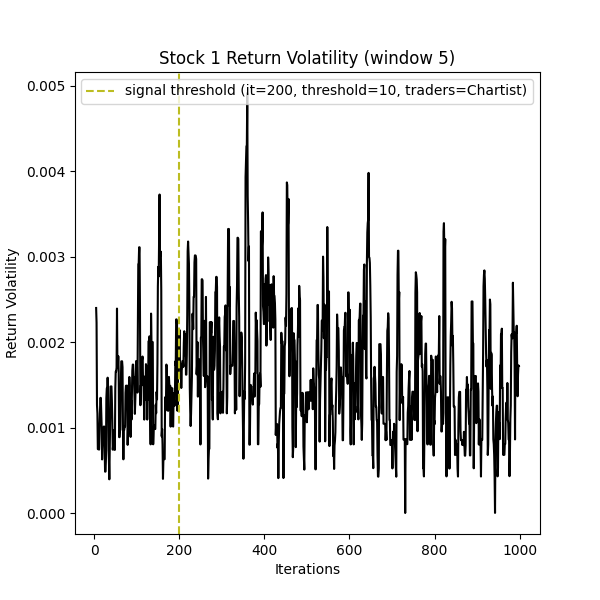 Stock 1 Return Volatility (window 5)
signal threshold (it=200, threshold=10, traders=Chartist)
0.005
0.004
0.003
0.002
0.001
0.000
Return Volatility
0 200 400 600 800 1000
Iterations